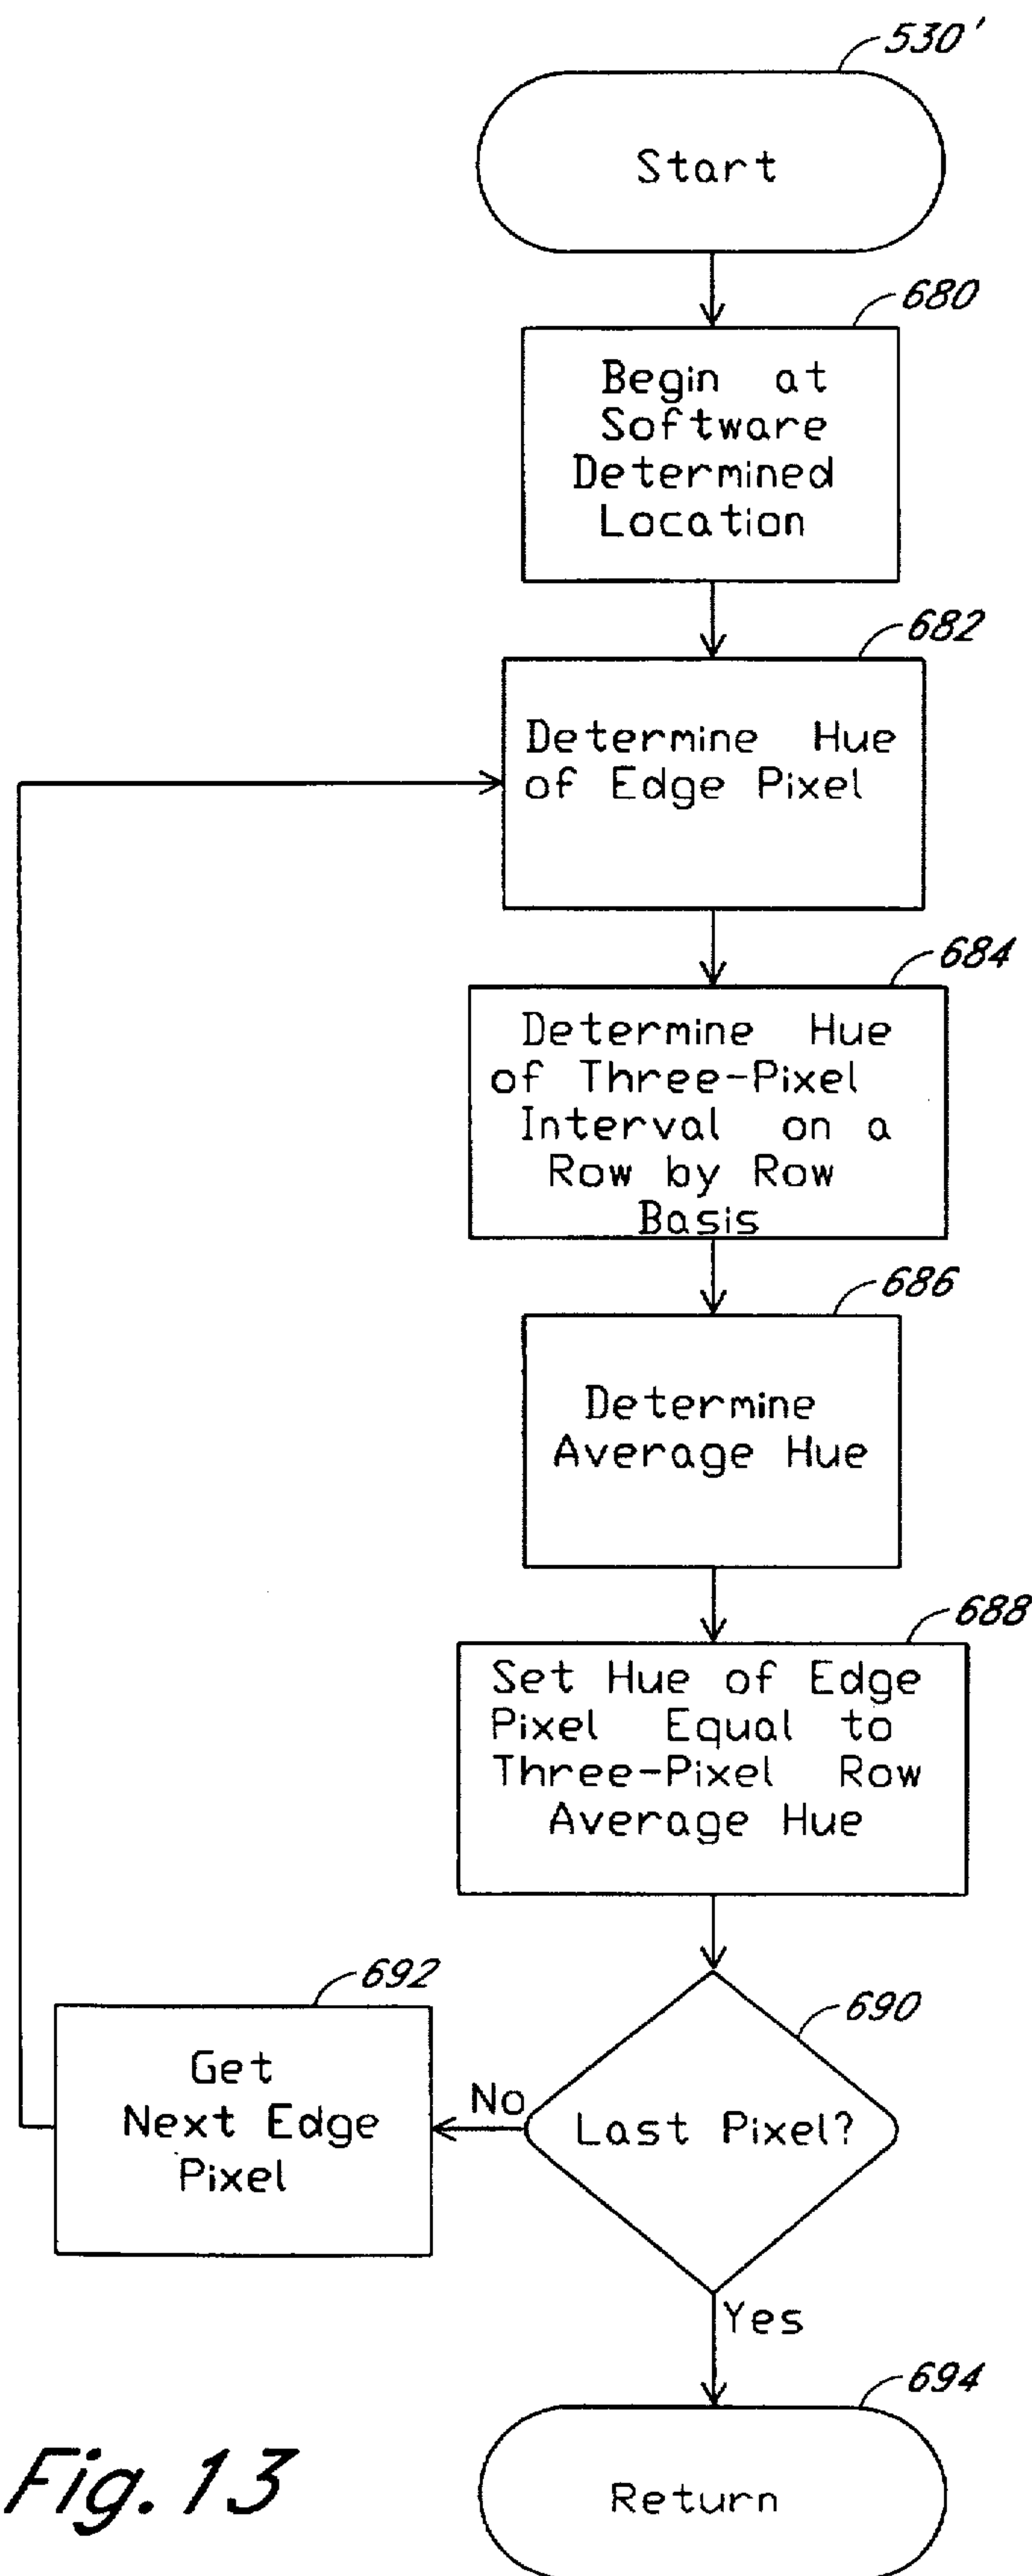 530'
Start
680
Begin at
Software
Determined
Location
682
Determine Hue
of Edge Pixel
684
Determine Hue
of Three-Pixel
Interval on a
Row by Row
Basis
686
Determine
Average Hue
688
Set Hue of Edge
Pixel Equal to
Three-Pixel Row
Average Hue
692
Get
Next Edge
Pixel
No
690
Last Pixel?
Yes
694
Return
Fig. 13